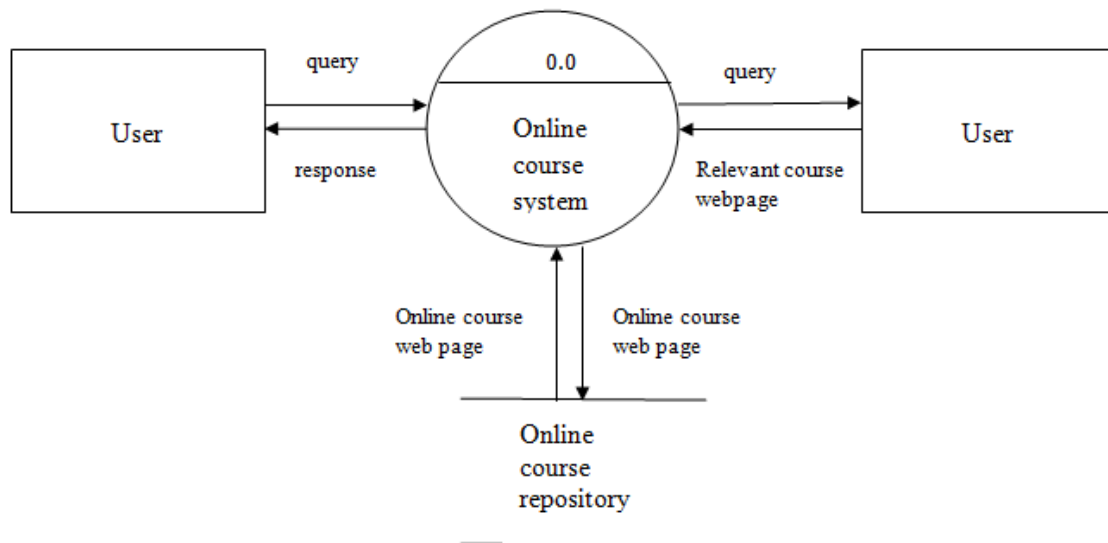 query
0.0
query
User
Online
course
system
User
response
Relevant course
webpage
Online course
web page
Online course
web page
Online
course
repository